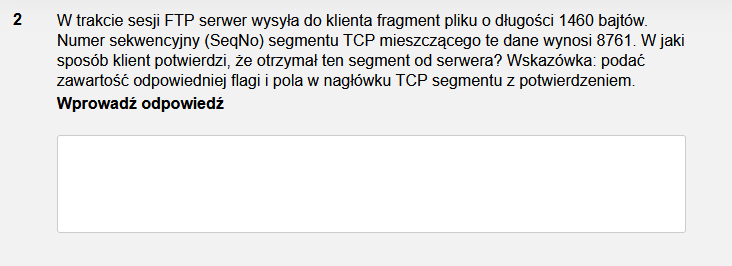 2 W trakcie sesji FTP serwer wysyła do klienta fragment pliku o długości 1460 bajtów.
Numer sekwencyjny (SeqNo) segmentu TCP mieszczącego te dane wynosi 8761. W jaki
sposób klient potwierdzi, że otrzymał ten segment od serwera? Wskazówka: podać
zawartość odpowiedniej flagi i pola w nagłówku TCP segmentu z potwierdzeniem.
Wprowadź odpowiedź